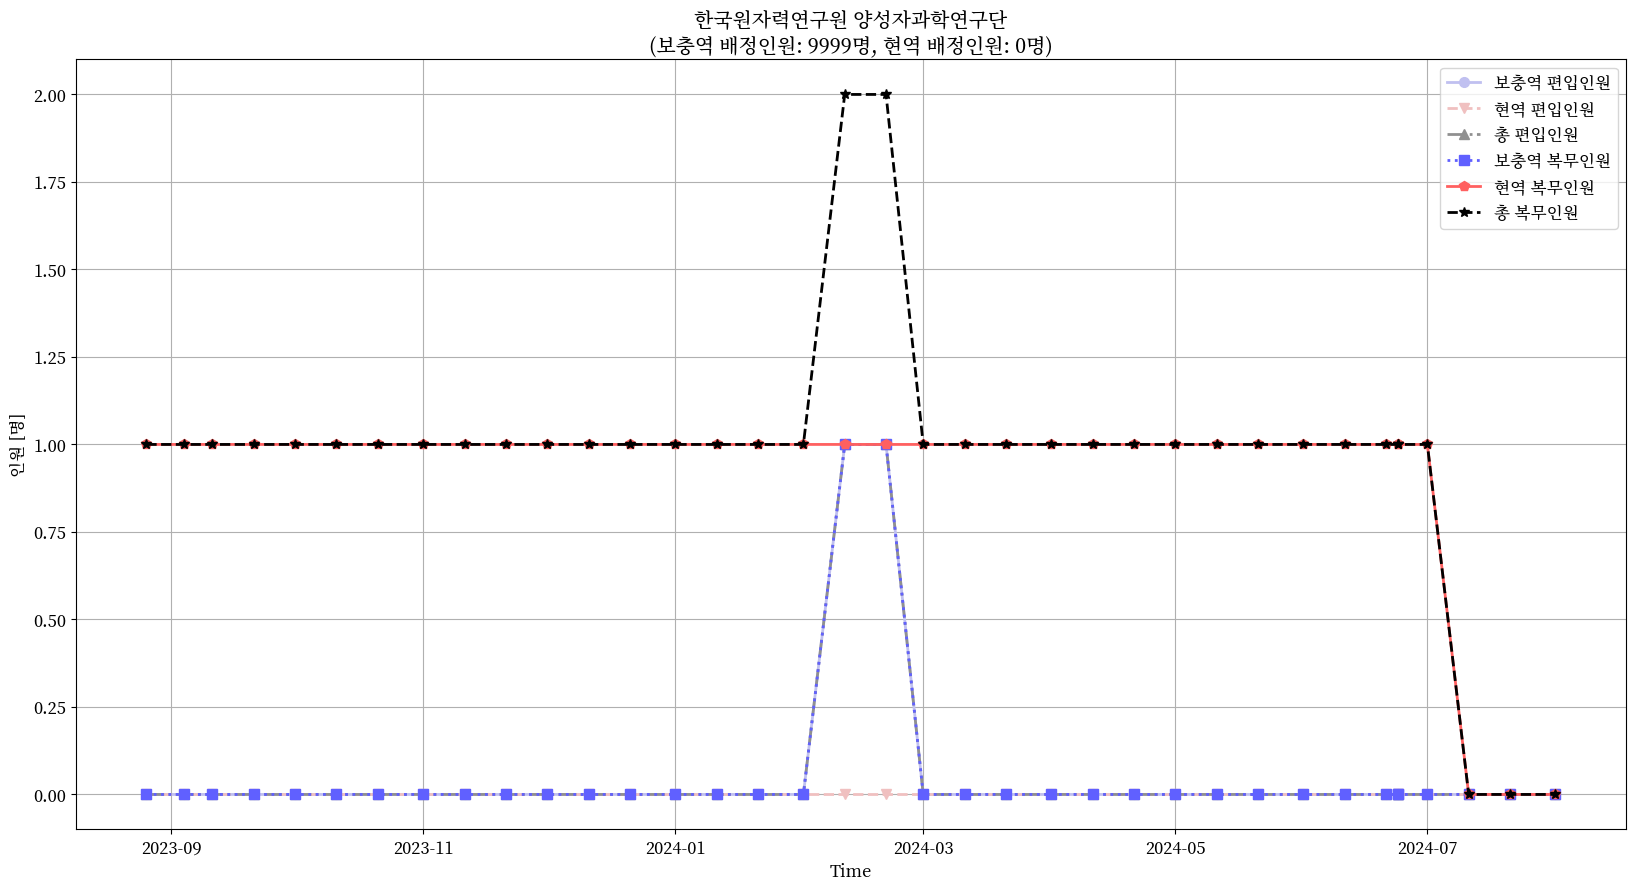 한국원자력연구원 양성자과학연구단
(보충역 배정인원: 9999명, 현역 배정인원: 0명)
보충역 편입인원
현역 편입인원
총 편입인원
보충역 복무인원
현역 복무인원
총 복무인원
인원 [명]
2.00
1.75
1.50
1.25
1.00
0.75
0.50
0.25
0.00
2023-09 2023-11 2024-01 2024-03 2024-05 2024-07
Time